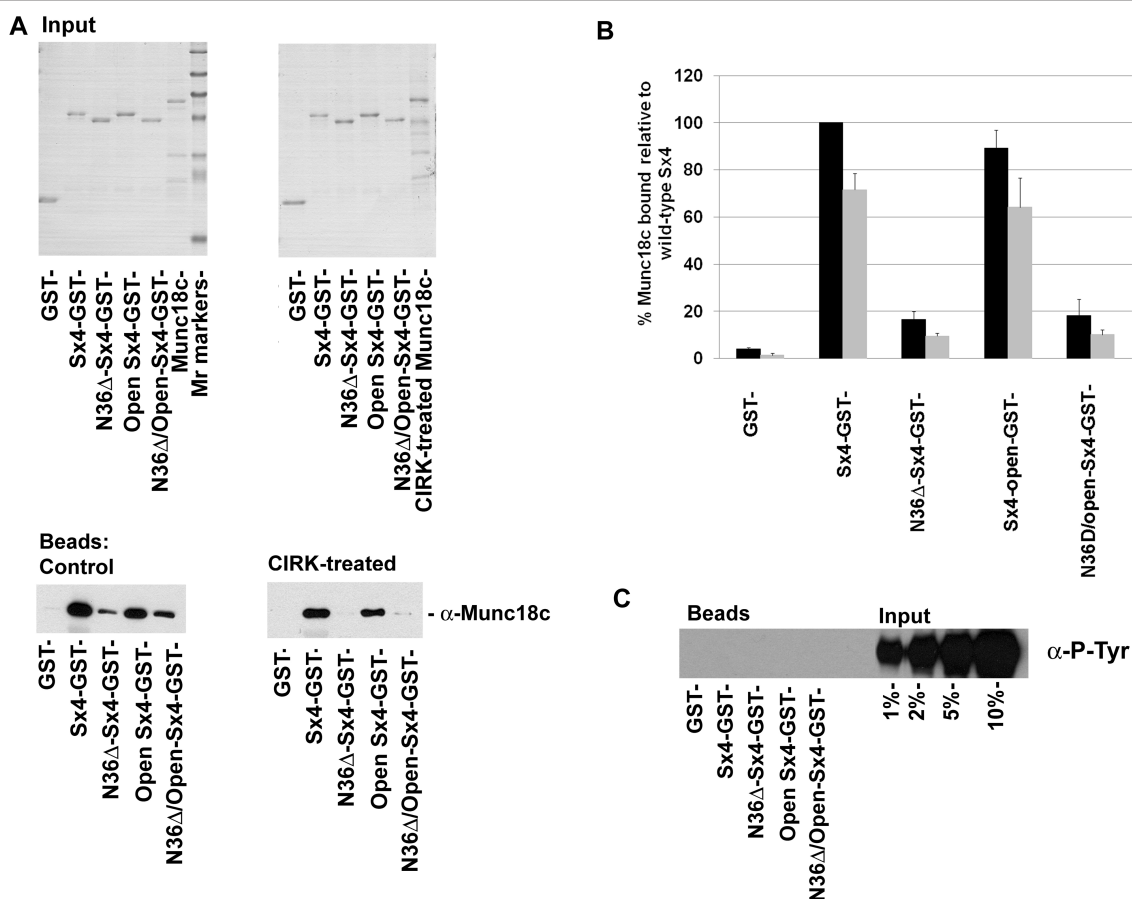 A
Input
GST-
Sx4-GST-
N36Δ-Sx4-GST-
Open Sx4-GST-
N36Δ/Open-Sx4-GST-
Munc18c-
Mr markers-
GST-
Sx4-GST-
N36Δ-Sx4-GST-
Open Sx4-GST-
N36Δ/Open-Sx4-GST-
CIRK-treated Munc18c-
Beads:
Control
GST-
Sx4-GST-
N36Δ-Sx4-GST-
Open Sx4-GST-
N36Δ/Open-Sx4-GST-
CIRK-treated
- α-Munc18c
GST-
Sx4-GST-
N36Δ-Sx4-GST-
Open Sx4-GST-
N36Δ/Open-Sx4-GST-
B
% Munc18c bound relative to
wild-type Sx4
120
100
80
60
40
20
0
GST-
Sx4-GST-
N36Δ-Sx4-GST-
Sx4-open-GST-
N36D/open-Sx4-GST-
C
Beads
Input
α-P-Tyr
GST-
Sx4-GST-
N36Δ-Sx4-GST-
Open Sx4-GST-
N36Δ/Open-Sx4-GST-
1%-
2%-
5%-
10%-